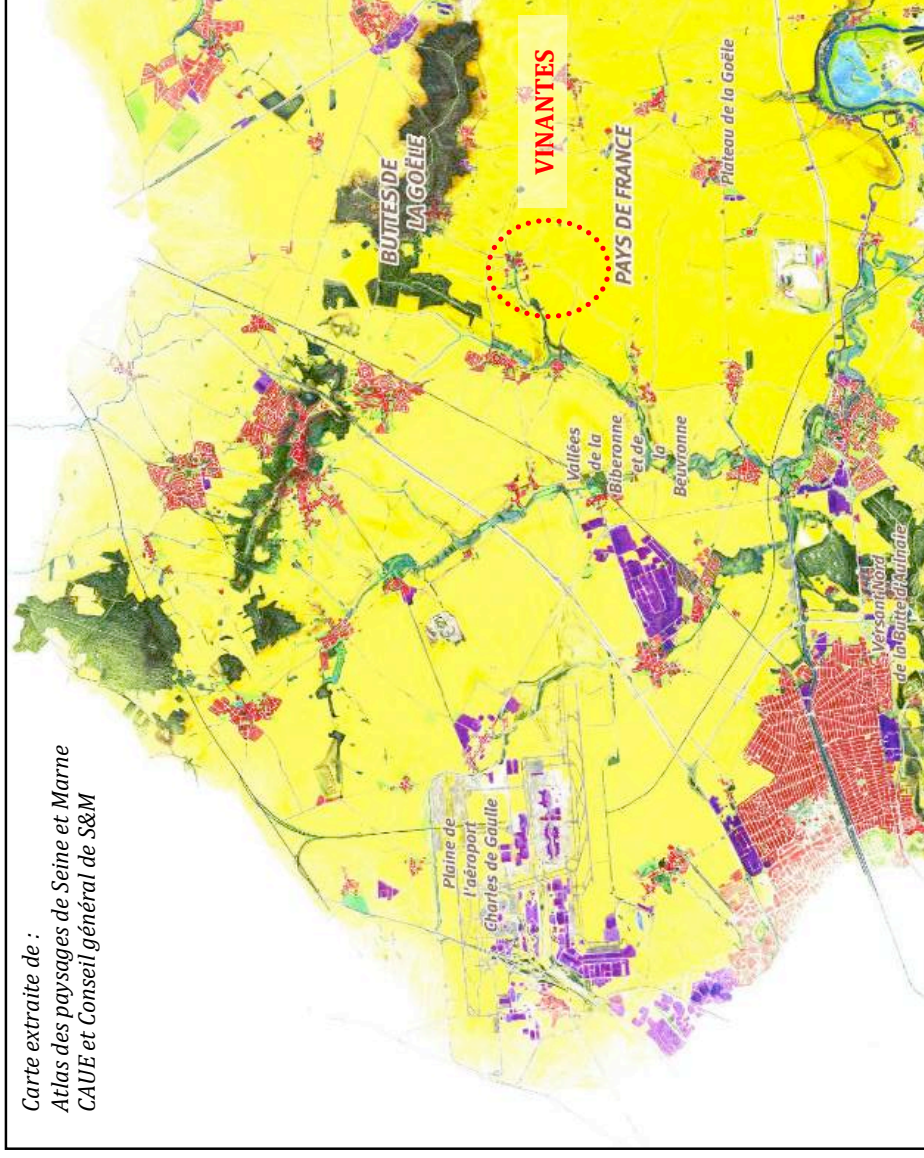 Carte extraite de :
Atlas des paysages de Seine et Marne
CAUE et Conseil général de S&M
BUTTES DE
LA GOËLE
VINANTES
PAYS DE FRANCE
Plateau de la Goële
Vallées
de la
Biberonne
et de
la
Beuvronne
Plaine de
l'aéroport
Charles de Gaulle
Versant Nord
de la Butte d'Aulnaie